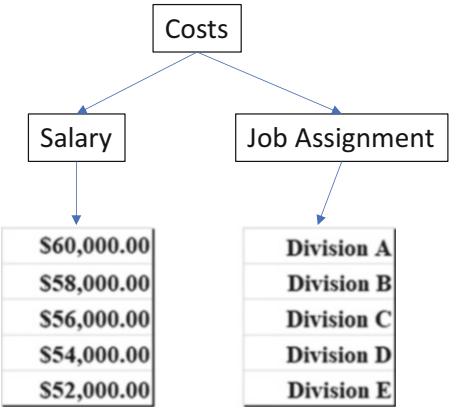 Costs
Salary
Job Assignment
$60,000.00
$58,000.00
$56,000.00
$54,000.00
$52,000.00
Division A
Division B
Division C
Division D
Division E